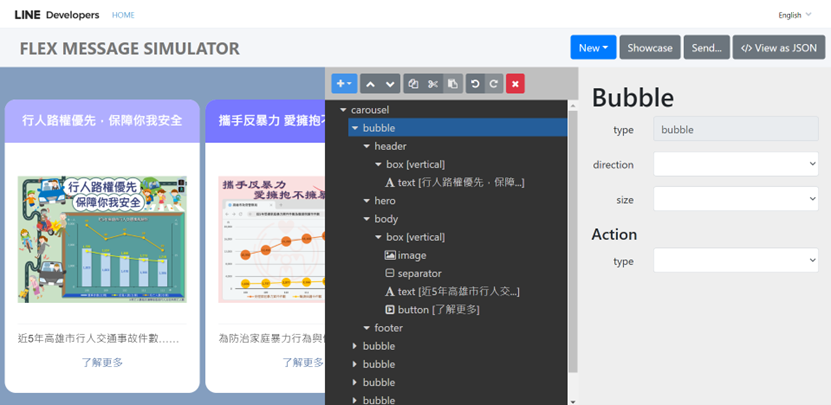 LINE Developers
HOME
English
FLEX MESSAGE SIMULATOR
New
Showcase
Send...
</> View as JSON
行人路權優先，保障你我安全
攜手反暴力 愛擁抱不
行人路權優先
保障你我安全
攜手反暴力
愛擁抱不擁暴
近5年高雄市行人交通事故件數……
了解更多
為防治家庭暴力行為與
了解更多
carousel
bubble
header
box [vertical]
text [行人路權優先，保障...]
hero
body
box [vertical]
image
separator
text [近5年高雄市行人交...]
button [了解更多]
footer
bubble
bubble
bubble
bubble
Bubble
type
bubble
direction
size
Action
type